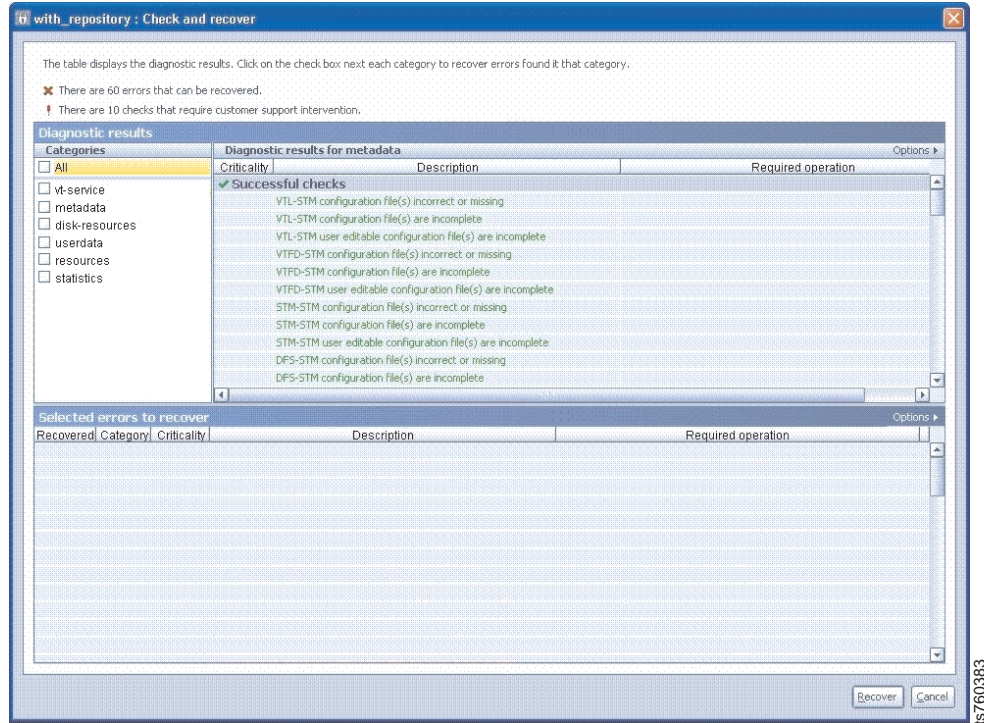 with_repository : Check and recover
The table displays the diagnostic results. Click on the check box next each category to recover errors found it that category.
There are 60 errors that can be recovered.
There are 10 checks that require customer support intervention.
Diagnostic results
Categories
Diagnostic results for metadata
Options
All
Criticality Description Required operation
Successful checks
vt-service
metadata
disk-resources
userdata
resources
statistics
VTL-STM configuration file(s) incorrect or missing
VTL-STM configuration file(s) are incomplete
VTL-STM user editable configuration file(s) are incomplete
VTFD-STM configuration file(s) incorrect or missing
VTFD-STM configuration file(s) are incomplete
VTFD-STM user editable configuration file(s) are incomplete
STM-STM configuration file(s) incorrect or missing
STM-STM configuration file(s) are incomplete
STM-STM user editable configuration file(s) are incomplete
DFS-STM configuration file(s) incorrect or missing
DFS-STM configuration file(s) are incomplete
Selected errors to recover
Options
Recovered Category Criticality Description Required operation
Recover
Cancel